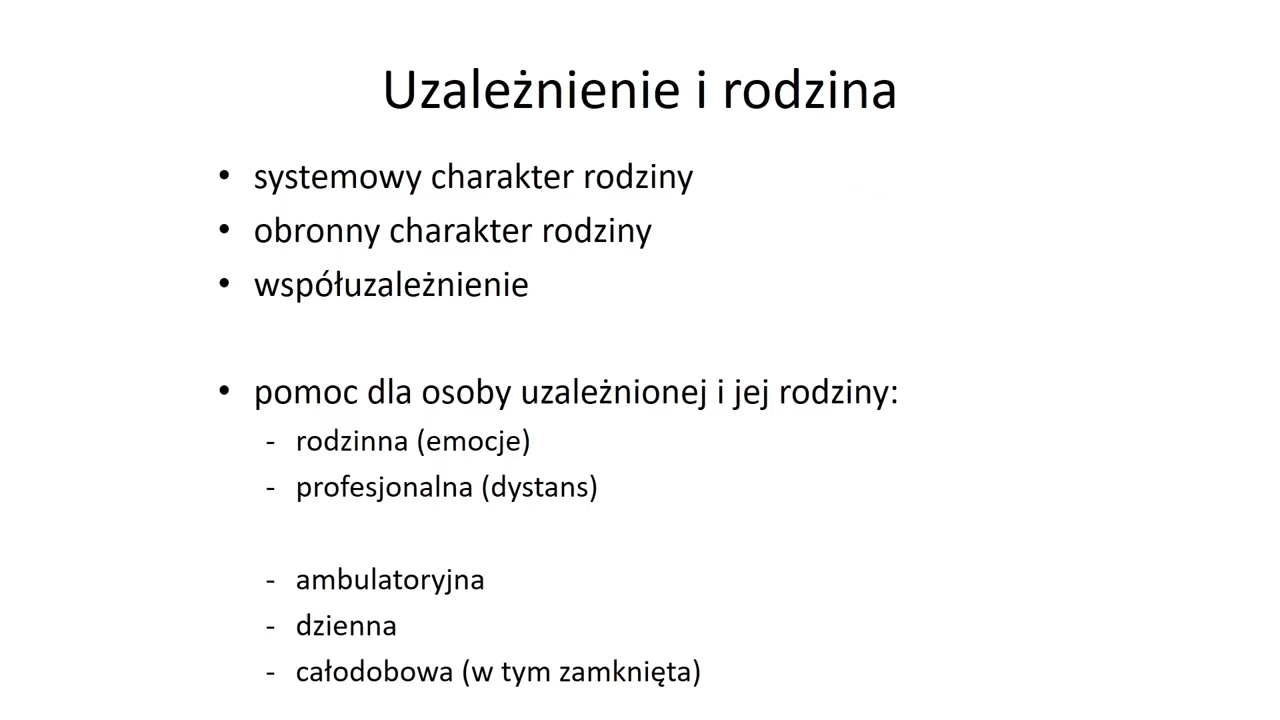 Uzależnienie i rodzina
• systemowy charakter rodziny
• obronny charakter rodziny
• współuzależnienie
• pomoc dla osoby uzależnionej i jej rodziny:
- rodzinna (emocje)
- profesjonalna (dystans)
- ambulatoryjna
- dzienna
- całodobowa (w tym zamknięta)